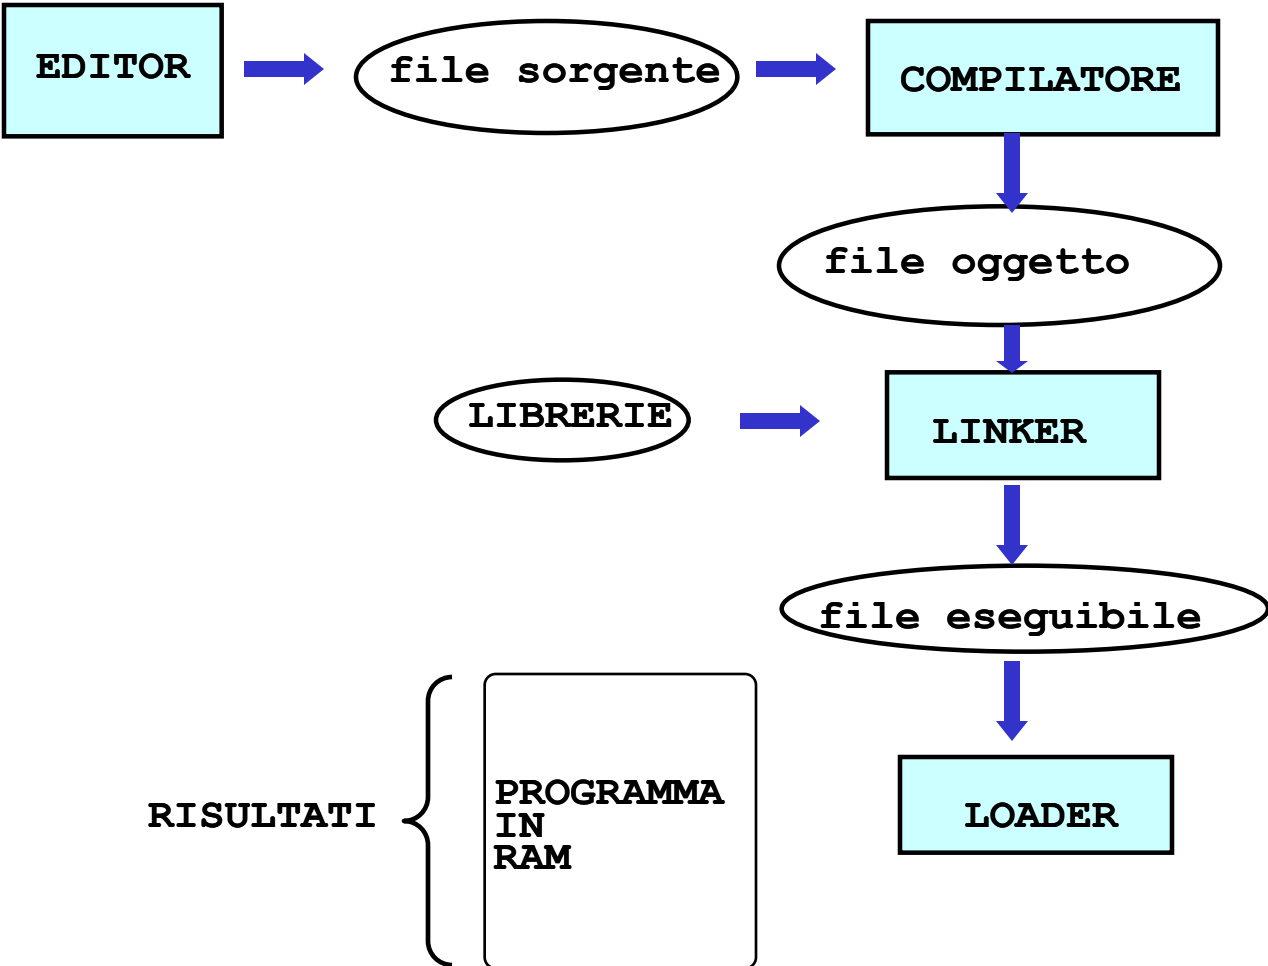 EDITOR
file sorgente
COMPILATORE
file oggetto
LIBRERIE
LINKER
file eseguibile
RISULTATI
PROGRAMMA
IN
RAM
LOADER